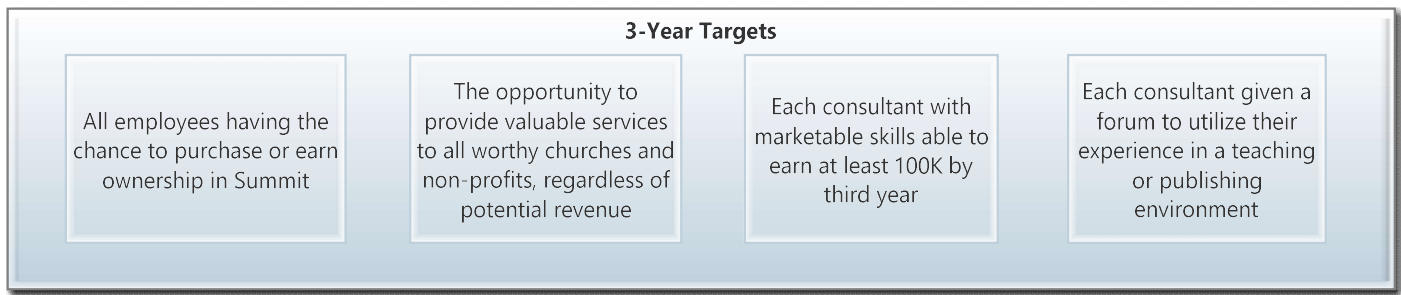 3-Year Targets
All employees having the
chance to purchase or earn
ownership in Summit
The opportunity to
provide valuable services
to all worthy churches and
non-profits, regardless of
potential revenue
Each consultant with
marketable skills able to
earn at least 100K by
third year
Each consultant given a
forum to utilize their
experience in a teaching
or publishing
environment